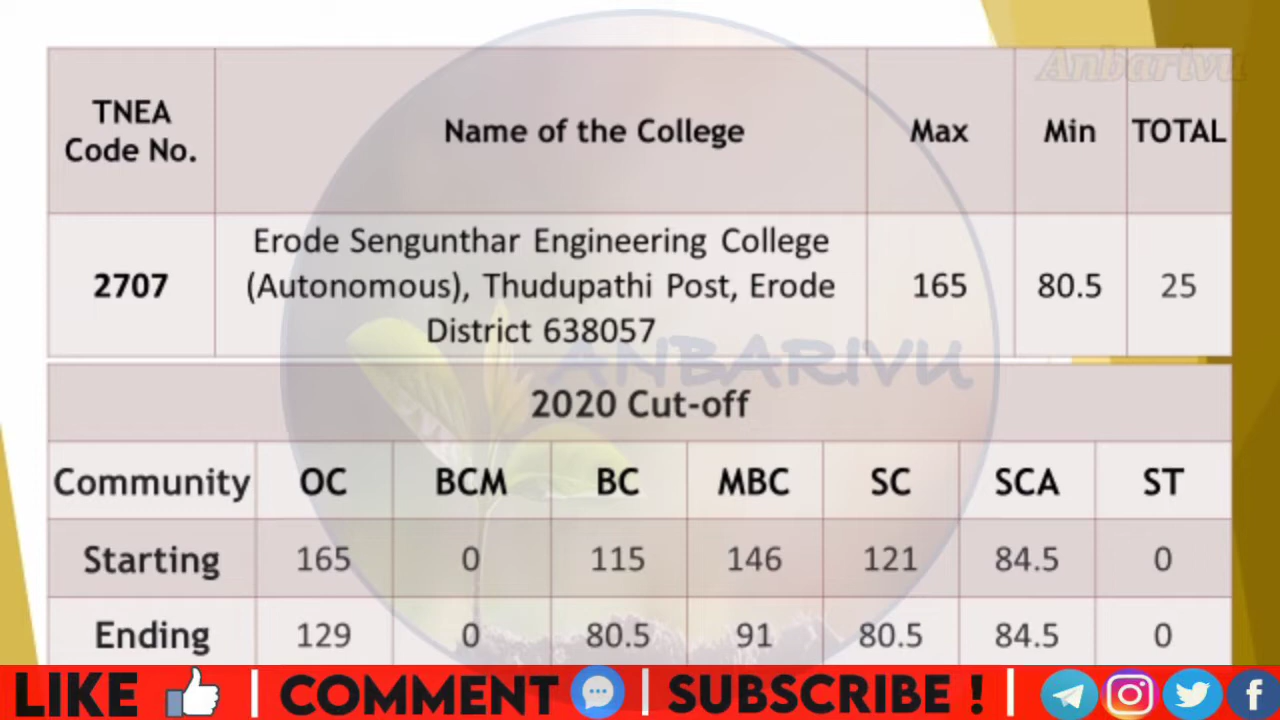 Anbarivu
TNEA
Code No.
Name of the College
Max
Min
TOTAL
2707
Erode Sengunthar Engineering College
(Autonomous), Thudupathi Post, Erode
District 638057
165
80.5
25
ANBARIVU
2020 Cut-off
Community OC BCM BC MBC SC SCA ST
Starting 165 0 115 146 121 84.5 0
Ending 129 0 80.5 91 80.5 84.5 0
LIKE | COMMENT | SUBSCRIBE ! |